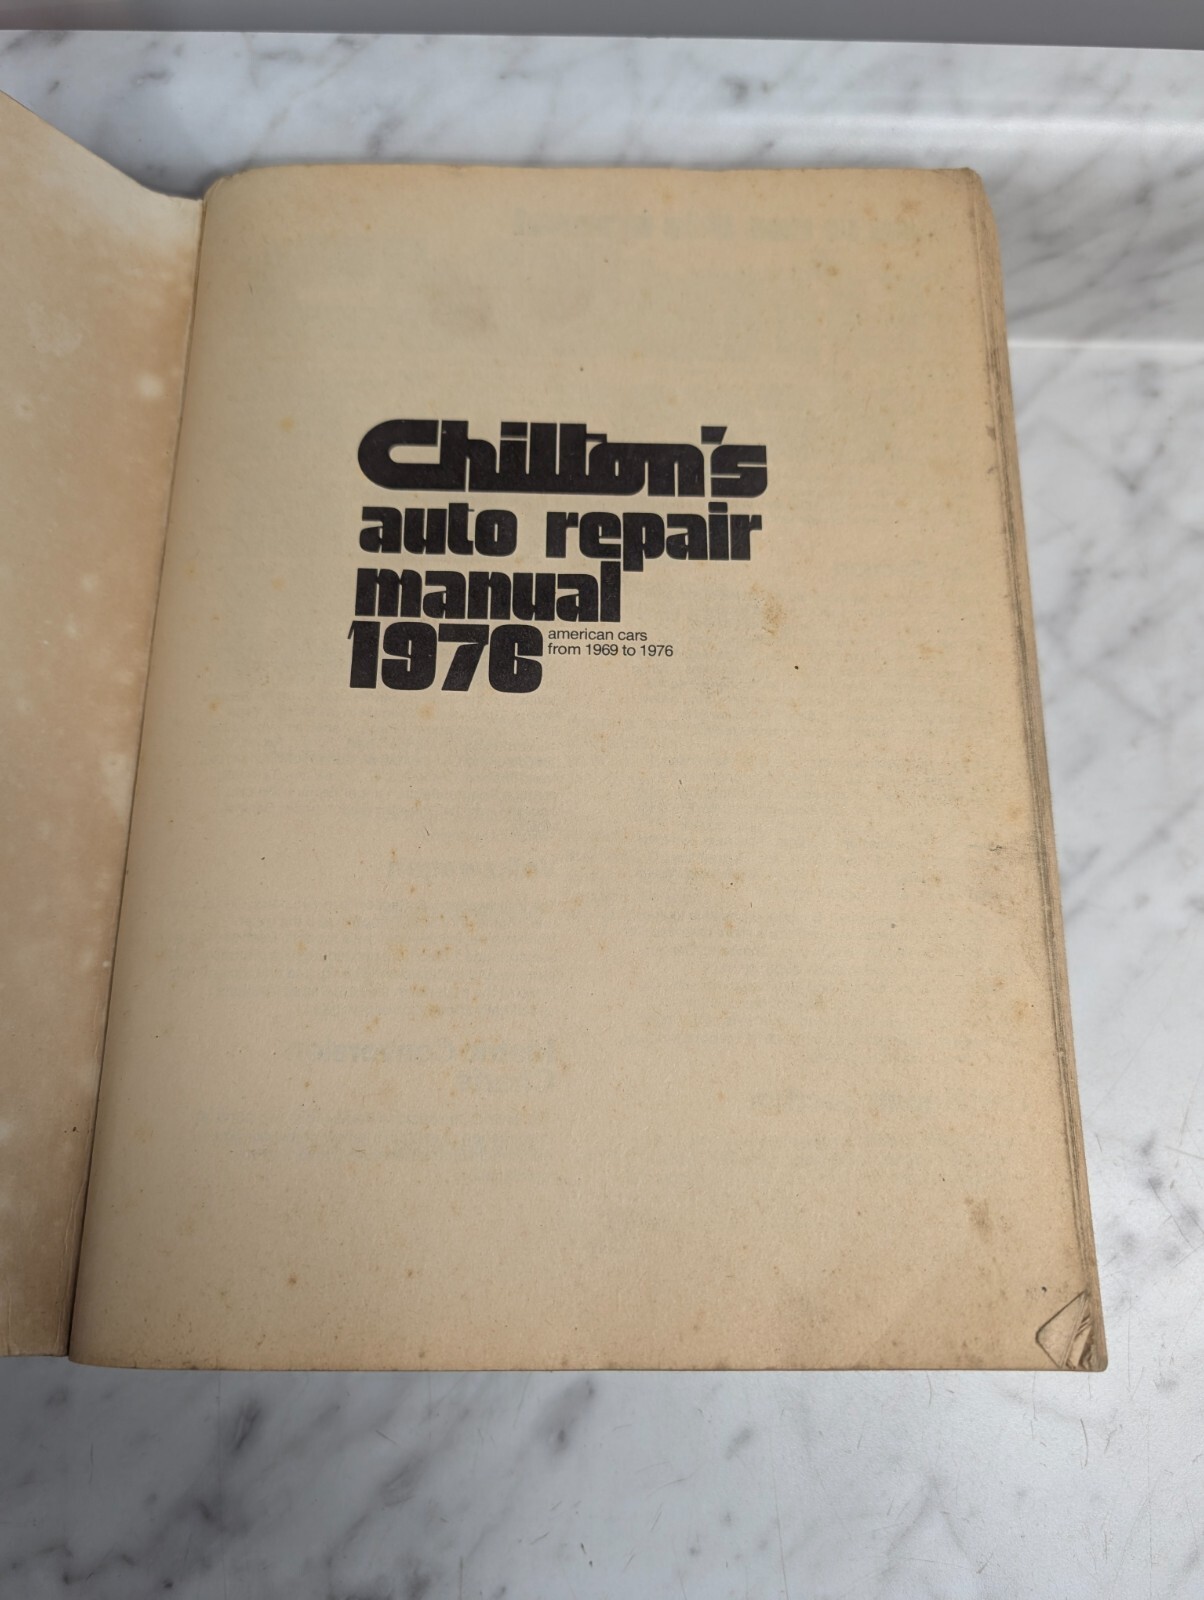 Chilton's
auto repair
manual
1976
american cars
from 1969 to 1976